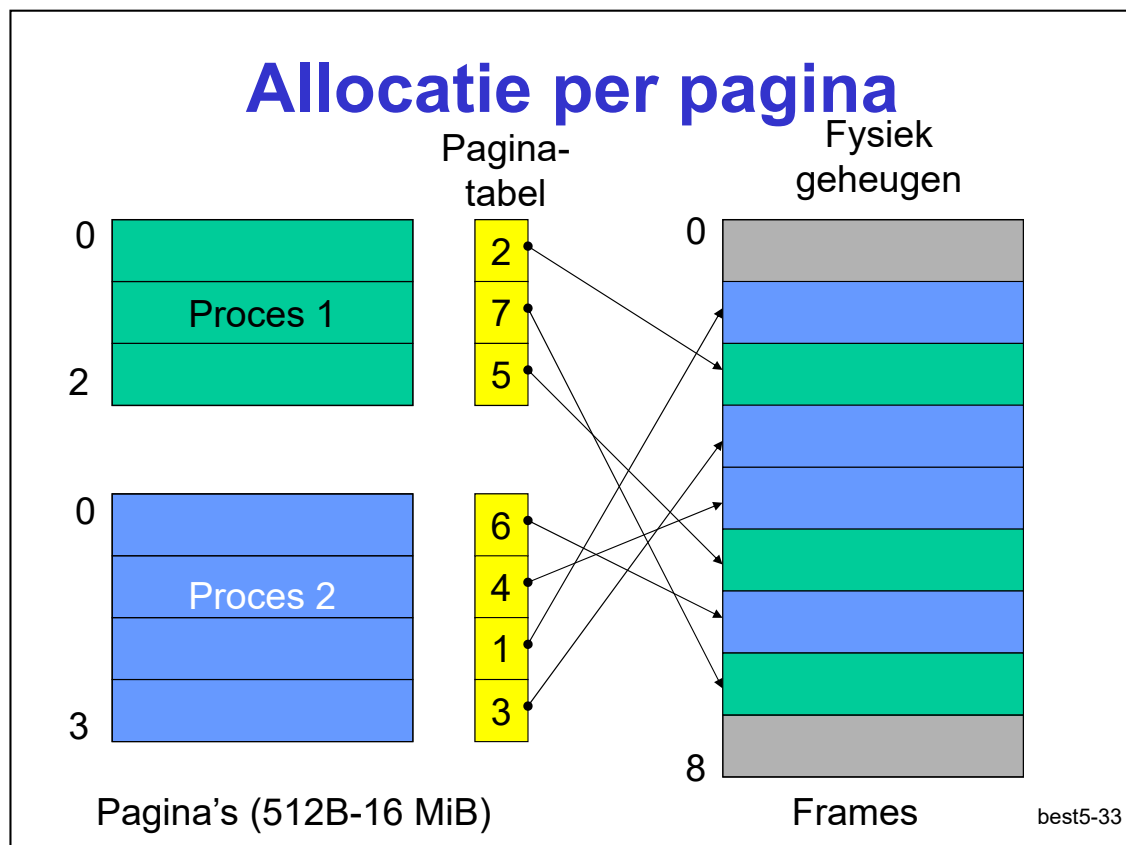 Allocatie per pagina
Pagina-
tabel
Fysiek
geheugen
0
Proces 1
2
2
7
5
0
Proces 2
3
6
4
1
3
0
8
Pagina's (512B-16 MiB)
Frames
best5-33